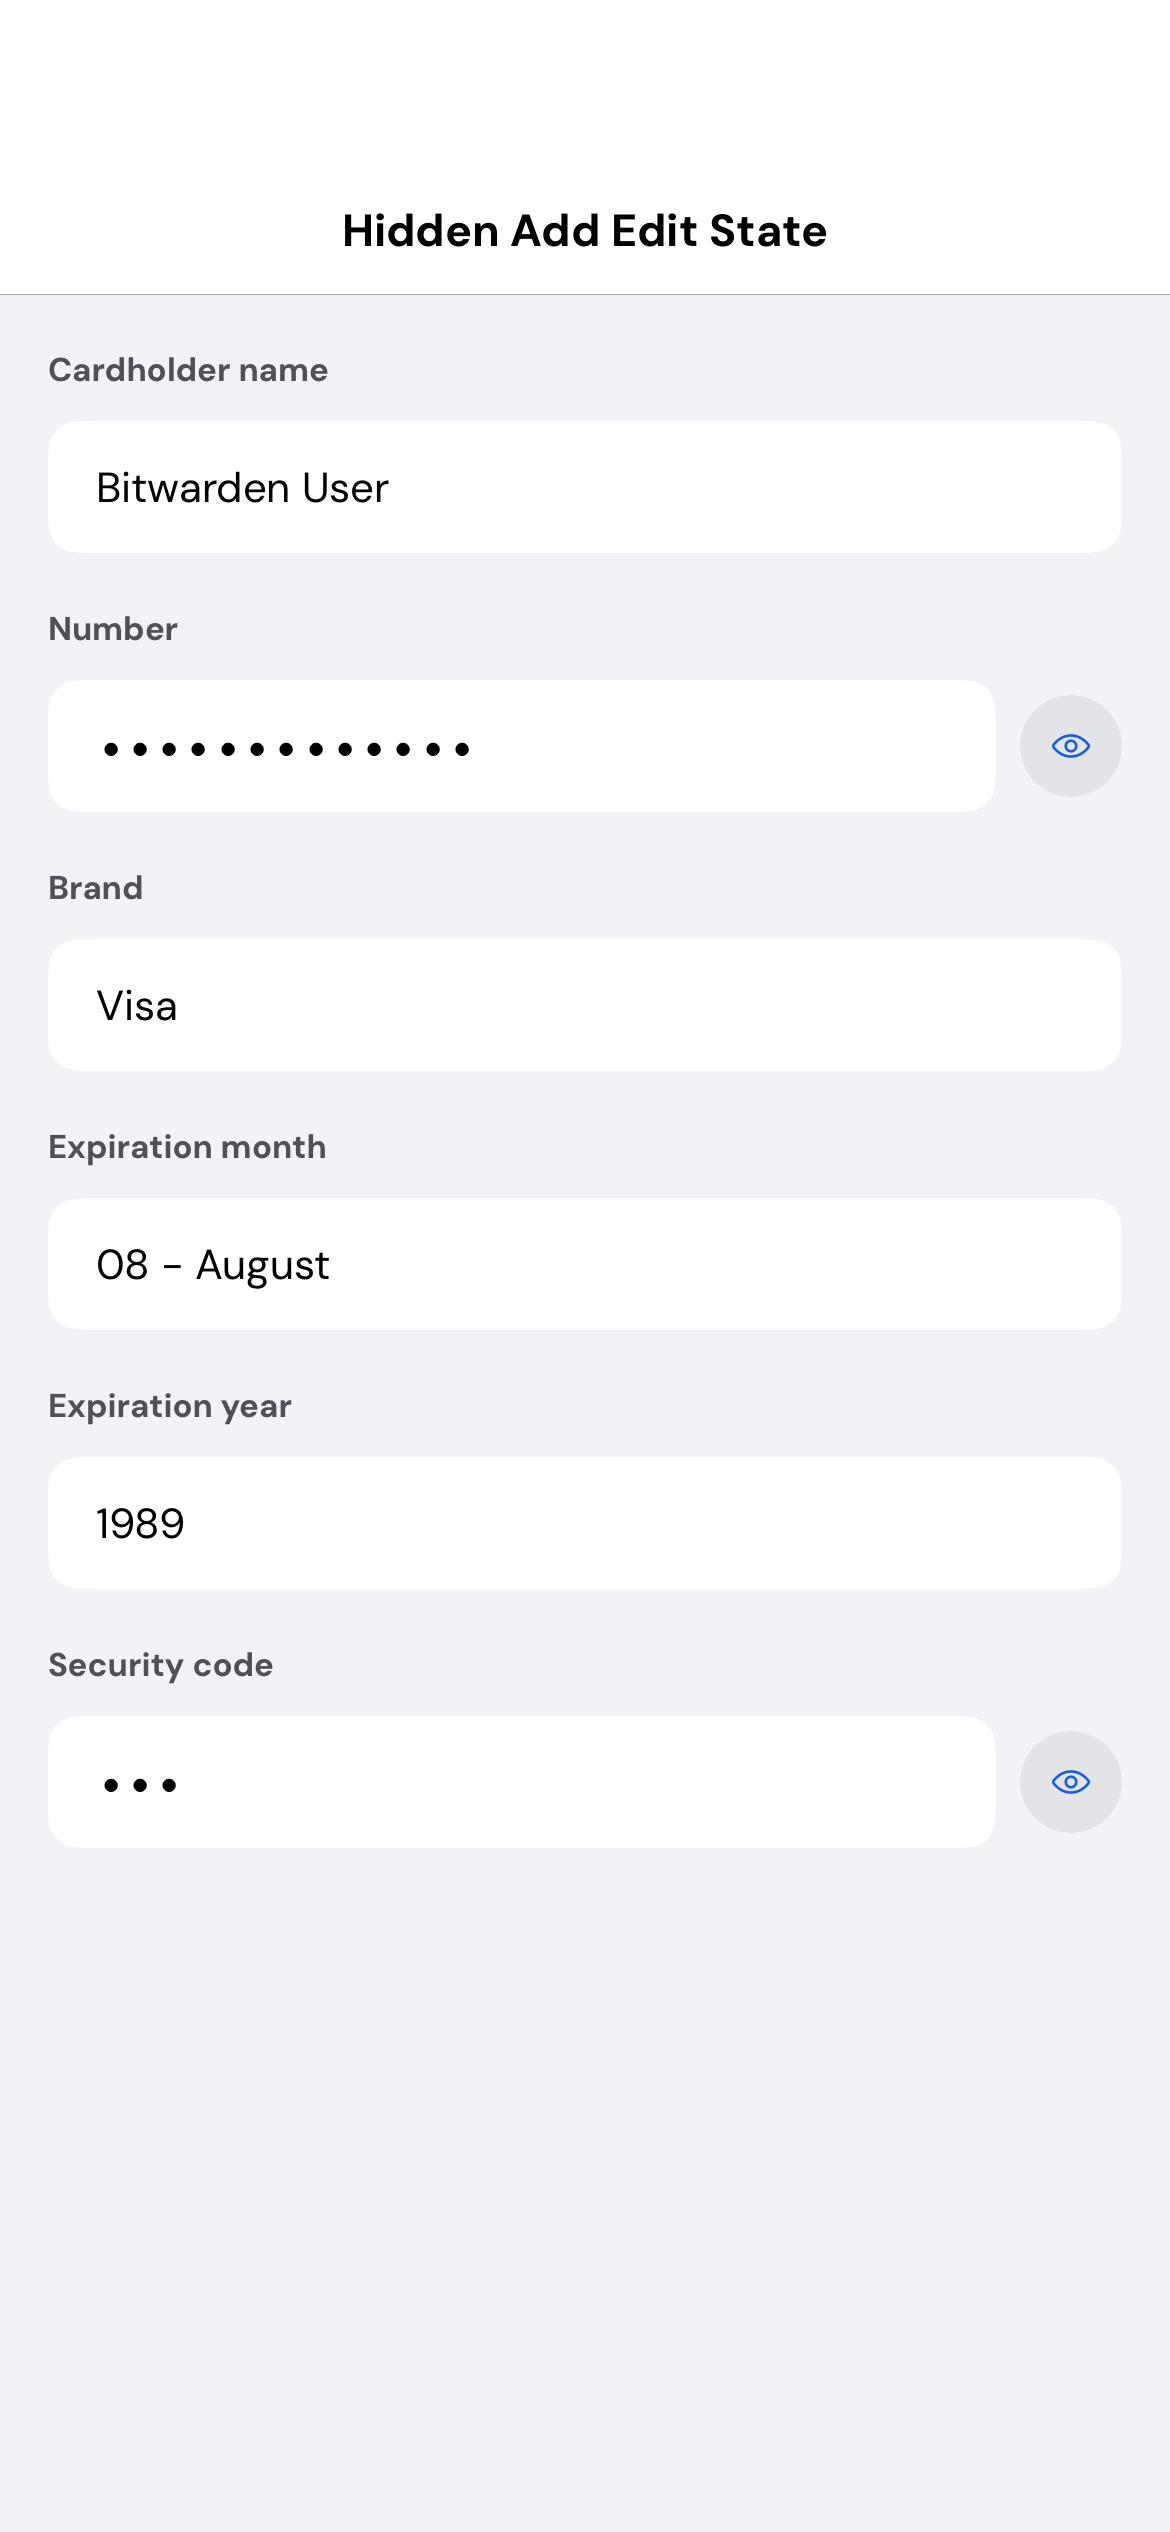 Hidden Add Edit State
Cardholder name
Bitwarden User
Number
•••••••••••••
Brand
Visa
Expiration month
08 - August
Expiration year
1989
Security code
•••